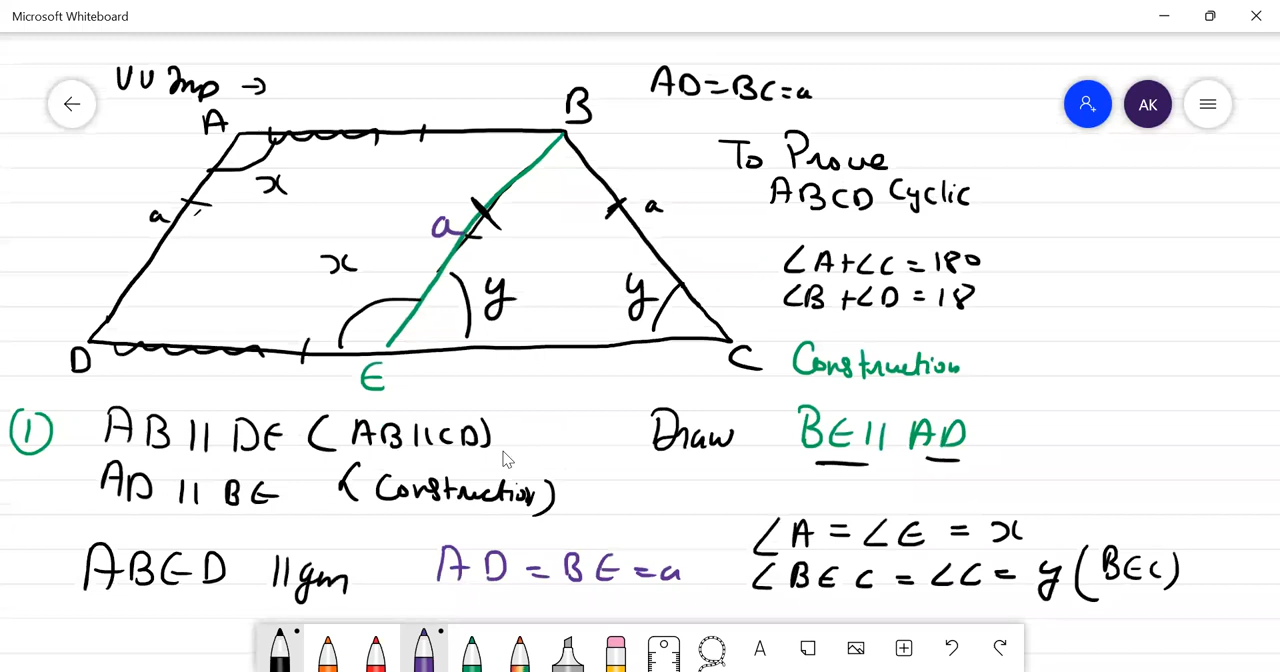 Microsoft Whiteboard
VV Imp →
AD=BC=a
AK
A
B
x
a
a
a
x
y
y
D
E
C
To Prove
ABCD Cyclic
∠A+∠C = 180
∠B +∠D = 18
Construction
① AB || DE ( AB || CD)
Draw BE || AD
AD || BE ( Construction)
∠A = ∠E = x
ABED ||gm
AD = BE = a
∠BEC = ∠C = y (BEC)
A